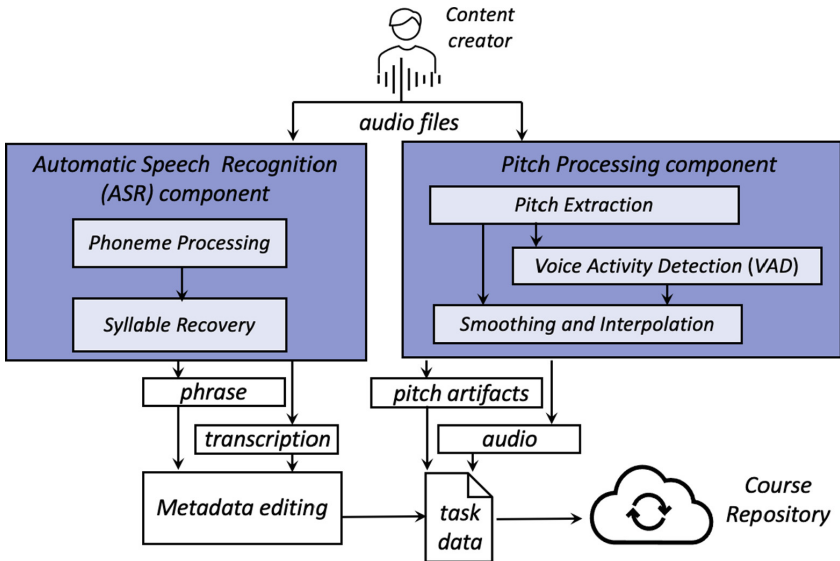 Content
creator
audio files
Automatic Speech Recognition
(ASR) component
Phoneme Processing
Syllable Recovery
Pitch Processing component
Pitch Extraction
Voice Activity Detection (VAD)
Smoothing and Interpolation
phrase
transcription
pitch artifacts
audio
Metadata editing
task
data
Course
Repository